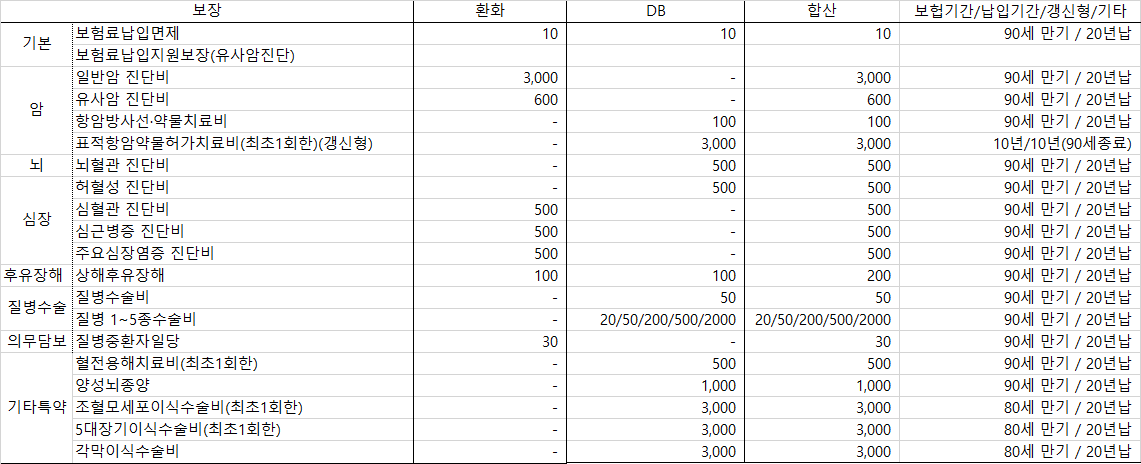 보장 환화 DB 합산 보헙기간/납입기간/갱신형/기타
기본 보험료납입면제 10 10 10 90세 만기 / 20년납
보험료납입지원보장(유사암진단)
암 일반암 진단비 3,000 - 3,000 90세 만기 / 20년납
유사암 진단비 600 - 600 90세 만기 / 20년납
항암방사선·약물치료비 - 100 100 90세 만기 / 20년납
표적항암약물허가치료비(최초1회한)(갱신형) - 3,000 3,000 10년/10년(90세종료)
뇌 뇌혈관 진단비 - 500 500 90세 만기 / 20년납
심장 허혈성 진단비 - 500 500 90세 만기 / 20년납
심혈관 진단비 500 - 500 90세 만기 / 20년납
심근병증 진단비 500 - 500 90세 만기 / 20년납
주요심장염증 진단비 500 - 500 90세 만기 / 20년납
후유장해 상해후유장해 100 100 200 90세 만기 / 20년납
질병수술 질병수술비 - 50 50 90세 만기 / 20년납
질병 1~5종수술비 - 20/50/200/500/2000 20/50/200/500/2000 90세 만기 / 20년납
의무담보 질병중환자일당 30 - 30 90세 만기 / 20년납
기타특약 혈전용해치료비(최초1회한) - 500 500 90세 만기 / 20년납
양성뇌종양 - 1,000 1,000 90세 만기 / 20년납
조혈모세포이식수술비(최초1회한) - 3,000 3,000 80세 만기 / 20년납
5대장기이식수술비(최초1회한) - 3,000 3,000 80세 만기 / 20년납
각막이식수술비 - 3,000 3,000 80세 만기 / 20년납